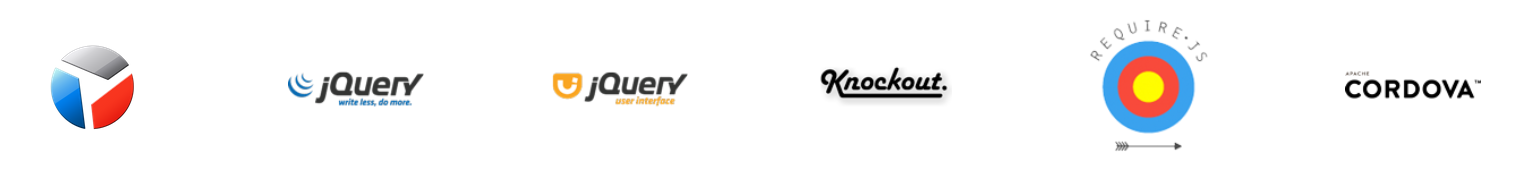 jQuery
write less, do more.
jQuery
user interface
Knockout.
REQUIRE·JS
APACHE
CORDOVA™